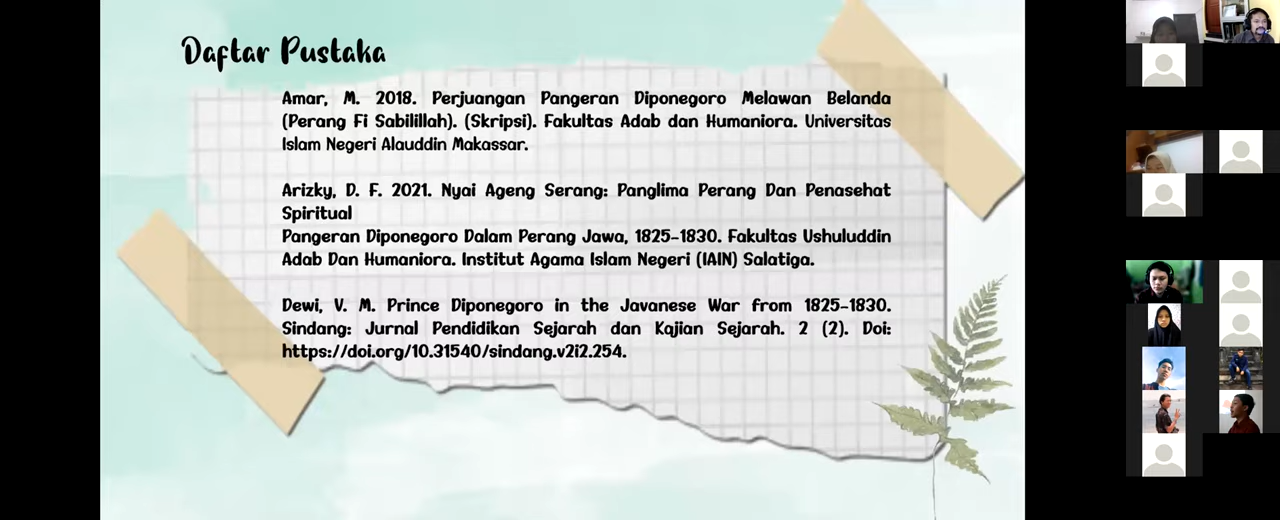 Daftar Pustaka
Amar, M. 2018. Perjuangan Pangeran Diponegoro Melawan Belanda
(Perang Fi Sabilillah). (Skripsi). Fakultas Adab dan Humaniora. Universitas
Islam Negeri Alauddin Makassar.
Arizky, D. F. 2021. Nyai Ageng Serang: Panglima Perang Dan Penasehat
Spiritual
Pangeran Diponegoro Dalam Perang Jawa, 1825-1830. Fakultas Ushuluddin
Adab Dan Humaniora. Institut Agama Islam Negeri (IAIN) Salatiga.
Dewi, V. M. Prince Diponegoro in the Javanese War from 1825-1830.
Sindang: Jurnal Pendidikan Sejarah dan Kajian Sejarah. 2 (2). Doi:
https://doi.org/10.31540/sindang.v2i2.254.